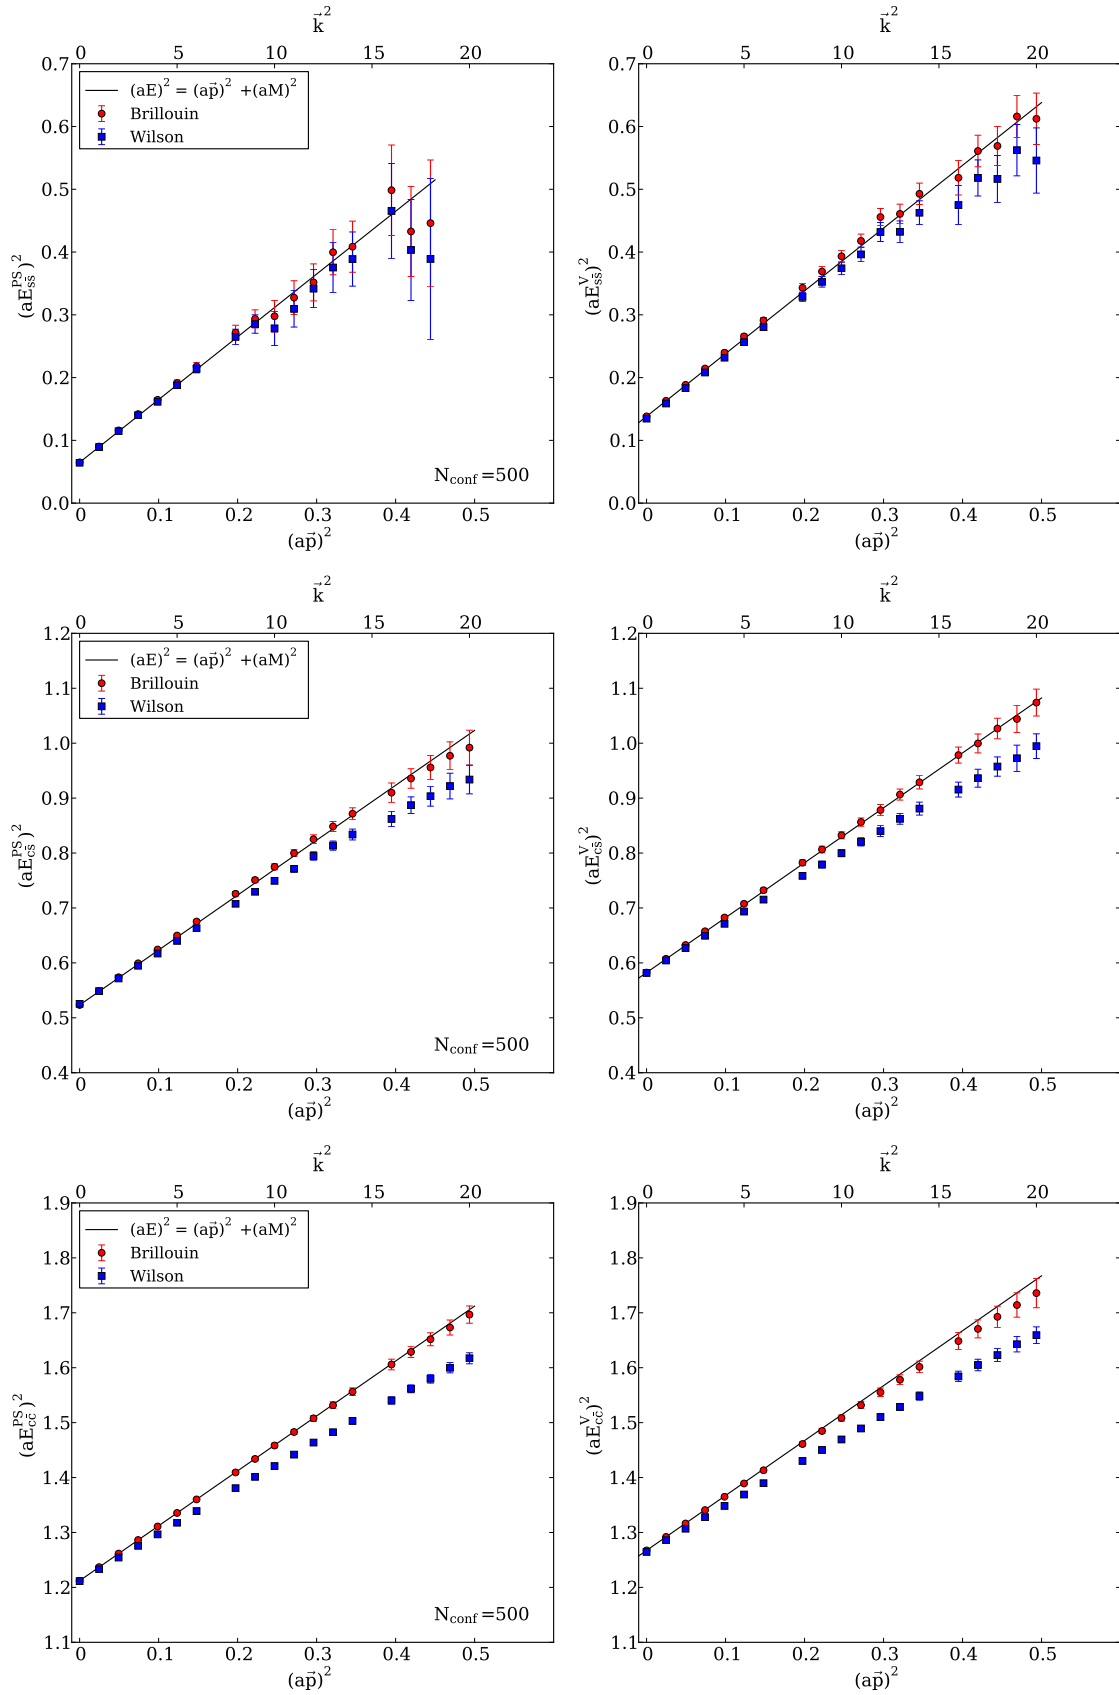 k⃗²
0 5 10 15 20
0.7
0.6
0.5
0.4
0.3
0.2
0.1
0.0
(aE^PS_ss̄)²
(aE)² = (ap⃗)² +(aM)²
Brillouin
Wilson
N_conf=500
0 0.1 0.2 0.3 0.4 0.5
(ap⃗)²
k⃗²
0 5 10 15 20
0.7
0.6
0.5
0.4
0.3
0.2
0.1
0.0
(aE^V_ss̄)²
0 0.1 0.2 0.3 0.4 0.5
(ap⃗)²
k⃗²
0 5 10 15 20
1.2
1.1
1.0
0.9
0.8
0.7
0.6
0.5
0.4
(aE^PS_cs̄)²
(aE)² = (ap⃗)² +(aM)²
Brillouin
Wilson
N_conf=500
0 0.1 0.2 0.3 0.4 0.5
(ap⃗)²
k⃗²
0 5 10 15 20
1.2
1.1
1.0
0.9
0.8
0.7
0.6
0.5
0.4
(aE^V_cs̄)²
0 0.1 0.2 0.3 0.4 0.5
(ap⃗)²
k⃗²
0 5 10 15 20
1.9
1.8
1.7
1.6
1.5
1.4
1.3
1.2
1.1
(aE^PS_cc̄)²
(aE)² = (ap⃗)² +(aM)²
Brillouin
Wilson
N_conf=500
0 0.1 0.2 0.3 0.4 0.5
(ap⃗)²
k⃗²
0 5 10 15 20
1.9
1.8
1.7
1.6
1.5
1.4
1.3
1.2
1.1
(aE^V_cc̄)²
0 0.1 0.2 0.3 0.4 0.5
(ap⃗)²